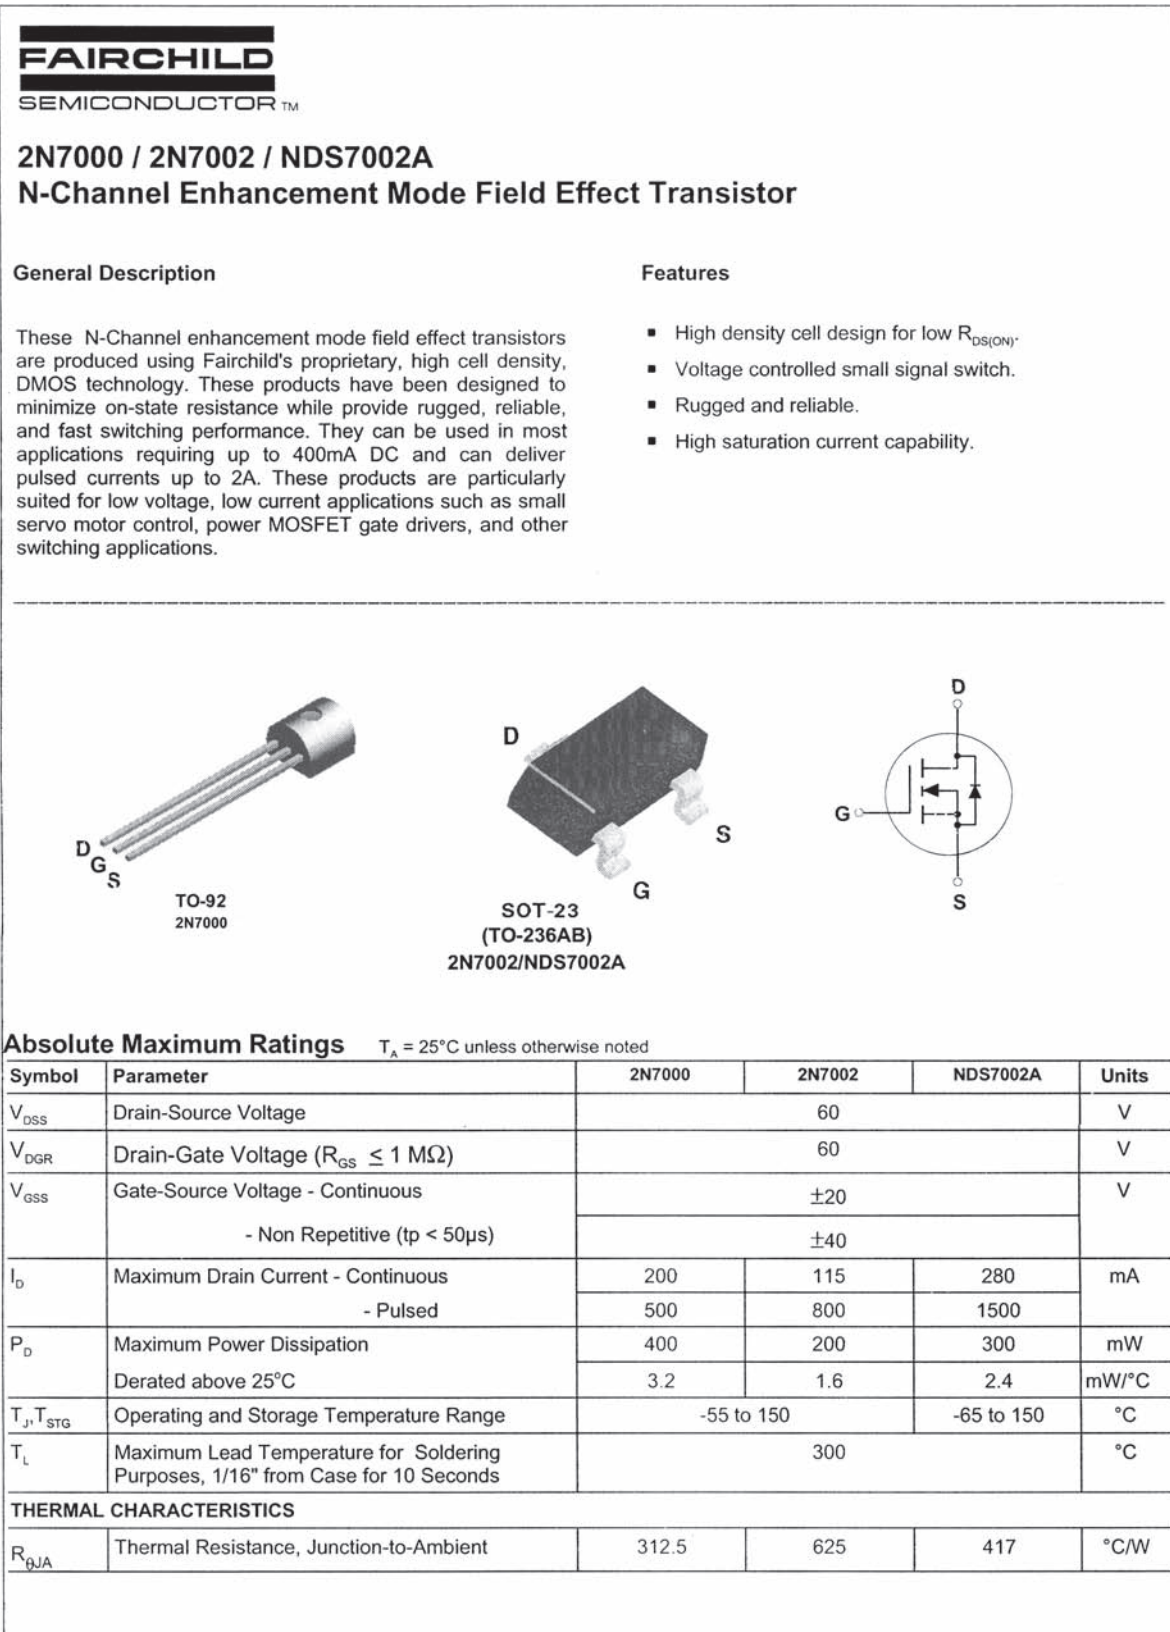 FAIRCHILD
SEMICONDUCTOR TM
2N7000 / 2N7002 / NDS7002A
N-Channel Enhancement Mode Field Effect Transistor
General Description
These N-Channel enhancement mode field effect transistors
are produced using Fairchild's proprietary, high cell density,
DMOS technology. These products have been designed to
minimize on-state resistance while provide rugged, reliable,
and fast switching performance. They can be used in most
applications requiring up to 400mA DC and can deliver
pulsed currents up to 2A. These products are particularly
suited for low voltage, low current applications such as small
servo motor control, power MOSFET gate drivers, and other
switching applications.
Features
■ High density cell design for low RDS(ON).
■ Voltage controlled small signal switch.
■ Rugged and reliable.
■ High saturation current capability.
D
G
S
TO-92
2N7000
D
S
G
SOT-23
(TO-236AB)
2N7002/NDS7002A
D
G
S
Absolute Maximum Ratings TA = 25°C unless otherwise noted
Symbol Parameter 2N7000 2N7002 NDS7002A Units
VDSS Drain-Source Voltage 60 V
VDGR Drain-Gate Voltage (RGS ≤ 1 MΩ) 60 V
VGSS Gate-Source Voltage - Continuous ±20 V
- Non Repetitive (tp < 50µs) ±40
ID Maximum Drain Current - Continuous 200 115 280 mA
- Pulsed 500 800 1500
PD Maximum Power Dissipation 400 200 300 mW
Derated above 25°C 3.2 1.6 2.4 mW/°C
TJ,TSTG Operating and Storage Temperature Range -55 to 150 -65 to 150 °C
TL Maximum Lead Temperature for Soldering 300 °C
Purposes, 1/16" from Case for 10 Seconds
THERMAL CHARACTERISTICS
RθJA Thermal Resistance, Junction-to-Ambient 312.5 625 417 °C/W